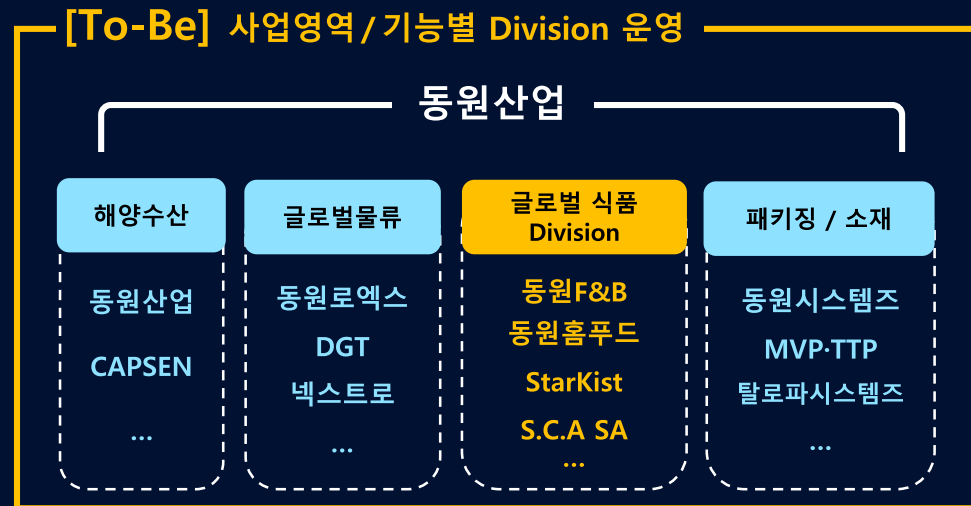 [To-Be] 사업영역/기능별 Division 운영
동원산업
해양수산
동원산업
CAPSEN
...
글로벌물류
동원로엑스
DGT
넥스트로
...
글로벌 식품
Division
동원F&B
동원홈푸드
StarKist
S.C.A SA
...
패키징 / 소재
동원시스템즈
MVP·TTP
탈로파시스템즈
...